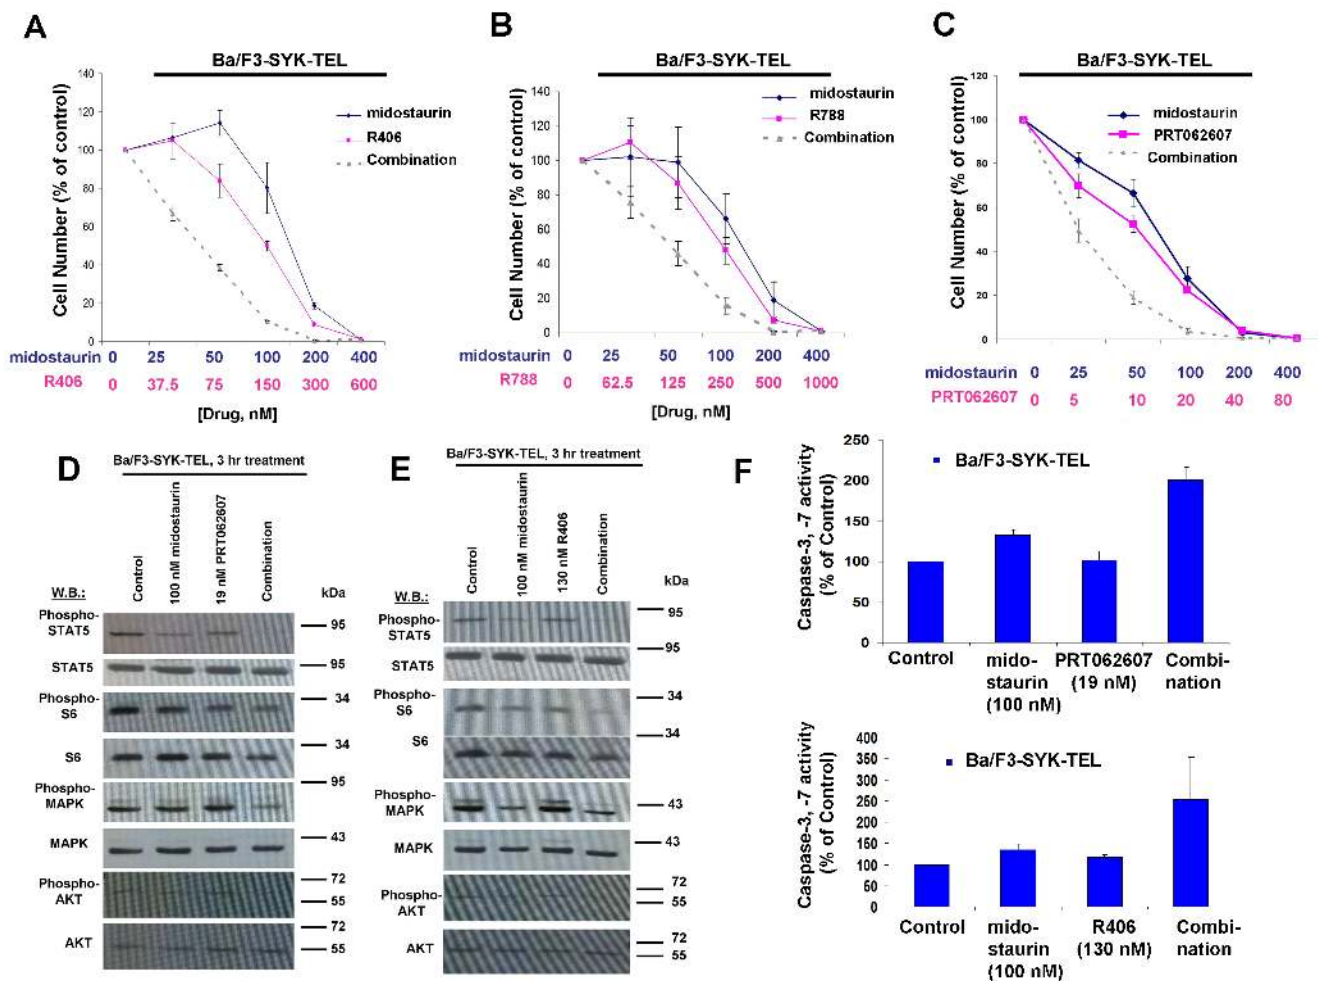 A
Ba/F3-SYK-TEL
Cell Number (% of control)
140
120
100
80
60
40
20
0
midostaurin
R406
Combination
midostaurin 0 25 50 100 200 400
R406 0 37.5 75 150 300 600
[Drug, nM]
B
Ba/F3-SYK-TEL
Cell Number (% of control)
140
120
100
80
60
40
20
0
midostaurin
R788
Combination
midostaurin 0 25 50 100 200 400
R788 0 62.5 125 250 500 1000
[Drug, nM]
C
Ba/F3-SYK-TEL
Cell Number (% of control)
120
100
80
60
40
20
0
midostaurin
PRT062607
Combination
midostaurin 0 25 50 100 200 400
PRT062607 0 5 10 20 40 80
D
Ba/F3-SYK-TEL, 3 hr treatment
Control
100 nM midostaurin
19 nM PRT062607
Combination
W.B.:
kDa
Phospho-
STAT5
95
STAT5
95
Phospho-
S6
34
S6
34
95
Phospho-
MAPK
MAPK
43
Phospho-
AKT
72
55
72
AKT
55
E
Ba/F3-SYK-TEL, 3 hr treatment
Control
100 nM midostaurin
130 nM R406
Combination
W.B.:
kDa
95
Phospho-
STAT5
95
STAT5
34
Phospho-
S6
34
S6
Phospho-
MAPK
43
43
MAPK
72
Phospho-
AKT
55
72
AKT
55
F
Caspase-3, -7 activity
(% of Control)
250
200
150
100
50
0
Ba/F3-SYK-TEL
Control
mido-
staurin
(100 nM)
PRT062607
(19 nM)
Combi-
nation
Caspase-3, -7 activity
(% of Control)
400
350
300
250
200
150
100
50
0
Ba/F3-SYK-TEL
Control
mido-
staurin
(100 nM)
R406
(130 nM)
Combi-
nation